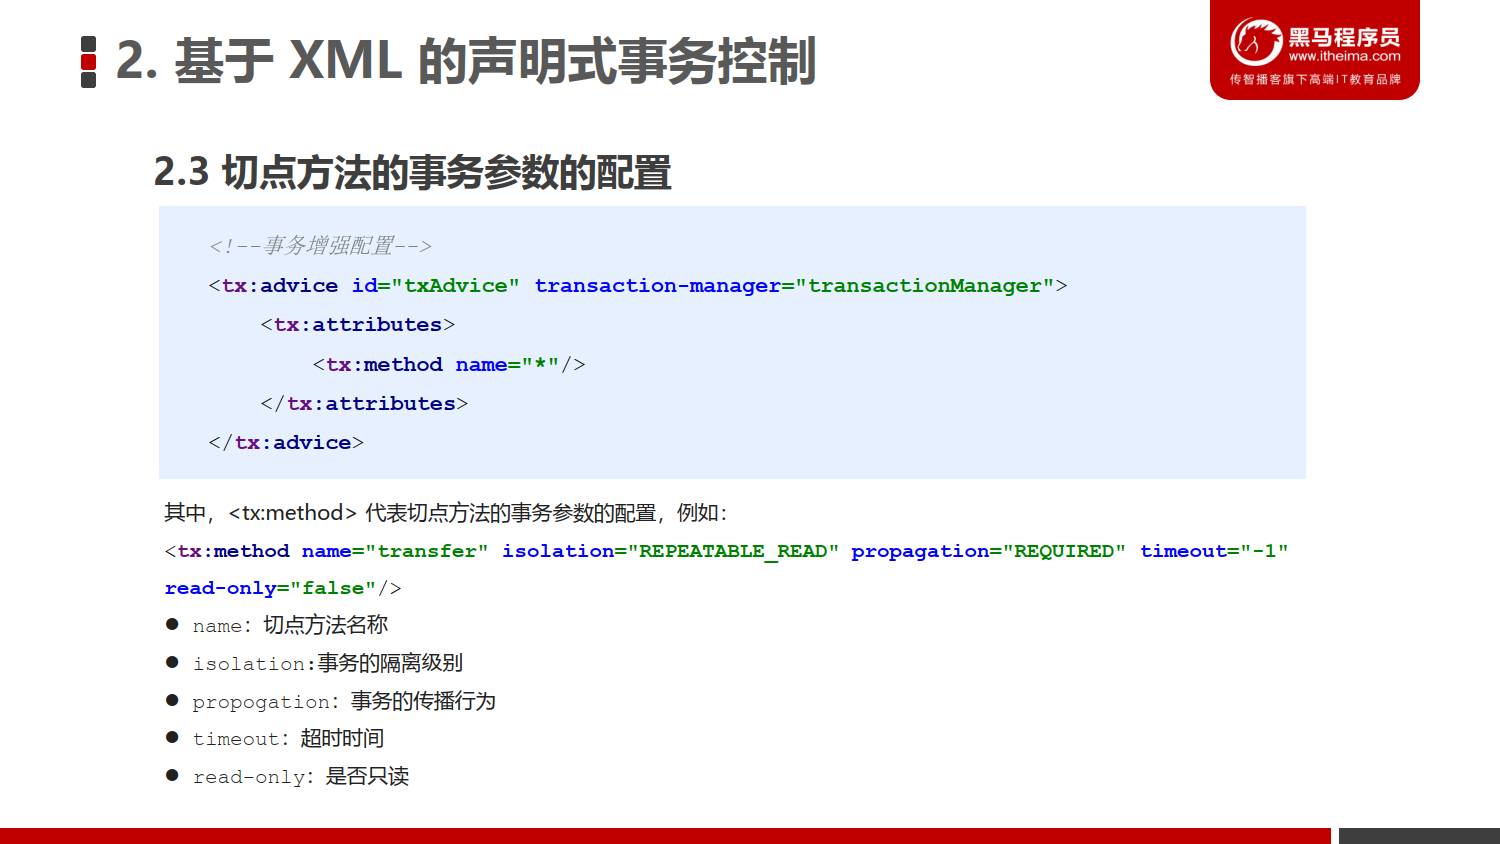 2. 基于 XML 的声明式事务控制
黑马程序员
www.itheima.com
传智播客旗下高端IT教育品牌
2.3 切点方法的事务参数的配置
<!--事务增强配置-->
<tx:advice id="txAdvice" transaction-manager="transactionManager">
    <tx:attributes>
        <tx:method name="*"/>
    </tx:attributes>
</tx:advice>
其中，<tx:method> 代表切点方法的事务参数的配置，例如：
<tx:method name="transfer" isolation="REPEATABLE_READ" propagation="REQUIRED" timeout="-1"
read-only="false"/>
● name：切点方法名称
● isolation:事务的隔离级别
● propogation：事务的传播行为
● timeout：超时时间
● read-only：是否只读